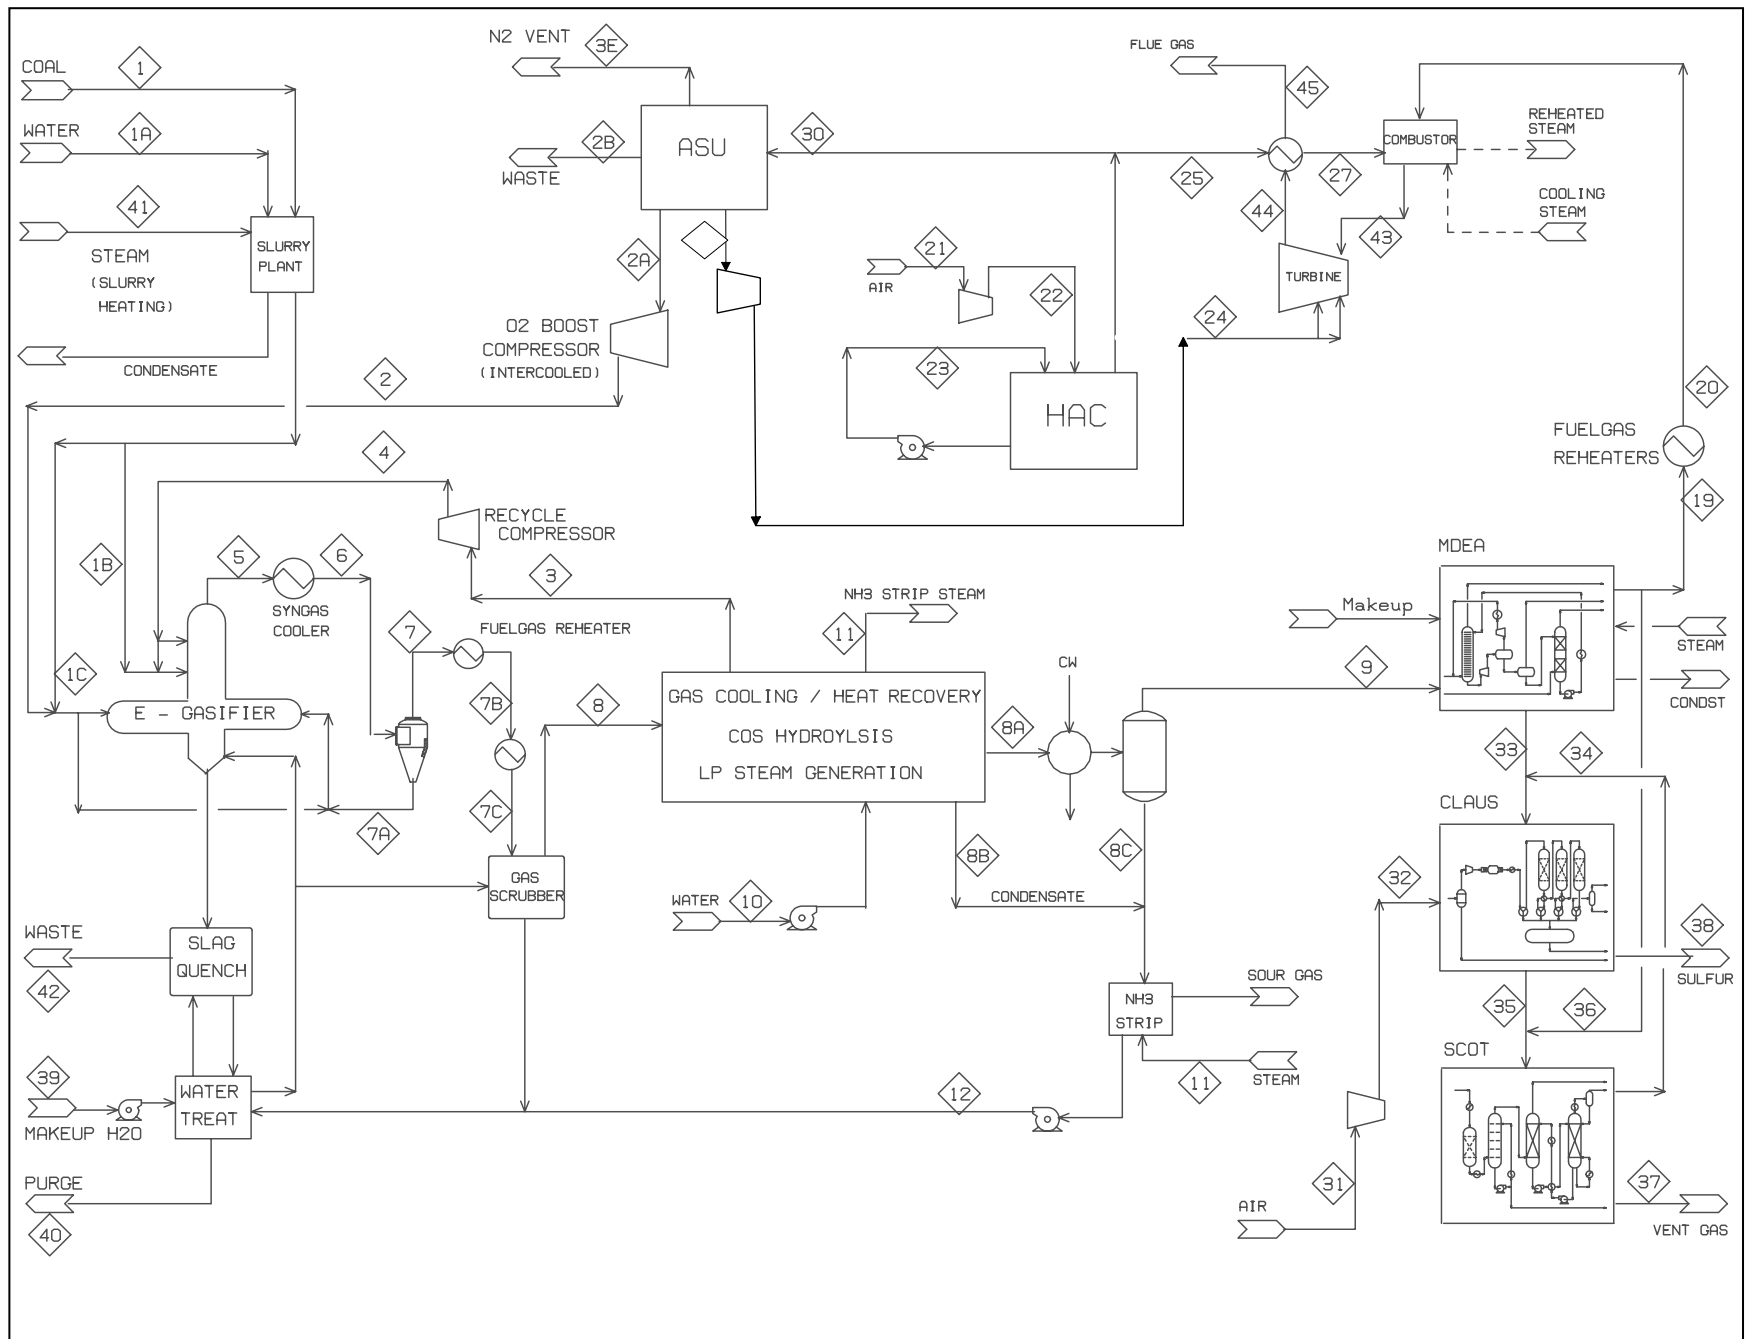 N2 VENT
3E
FLUE GAS
COAL
1
45
WATER
1A
2B
ASU
30
REHEATED
STEAM
COMBUSTOR
WASTE
25
27
41
COOLING
STEAM
44
43
SLURRY
PLANT
STEAM
(SLURRY
HEATING)
2A
21
AIR
22
TURBINE
24
O2 BOOST
COMPRESSOR
(INTERCOOLED)
CONDENSATE
2
23
HAC
20
FUELGAS
REHEATERS
4
19
RECYCLE
COMPRESSOR
MDEA
1B
5
6
3
SYNGAS
COOLER
NH3 STRIP STEAM
Makeup
7
FUELGAS REHEATER
11
STEAM
1C
CW
9
CONDST
7B
8
GAS COOLING / HEAT RECOVERY
COS HYDROYLSIS
LP STEAM GENERATION
8A
E - GASIFIER
33
34
7C
7A
CLAUS
8B
8C
32
GAS
SCRUBBER
WATER
10
CONDENSATE
WASTE
42
SLAG
QUENCH
38
SULFUR
SOUR GAS
NH3
STRIP
35
36
SCOT
39
MAKEUP H2O
WATER
TREAT
12
11
STEAM
PURGE
40
31
AIR
37
VENT GAS